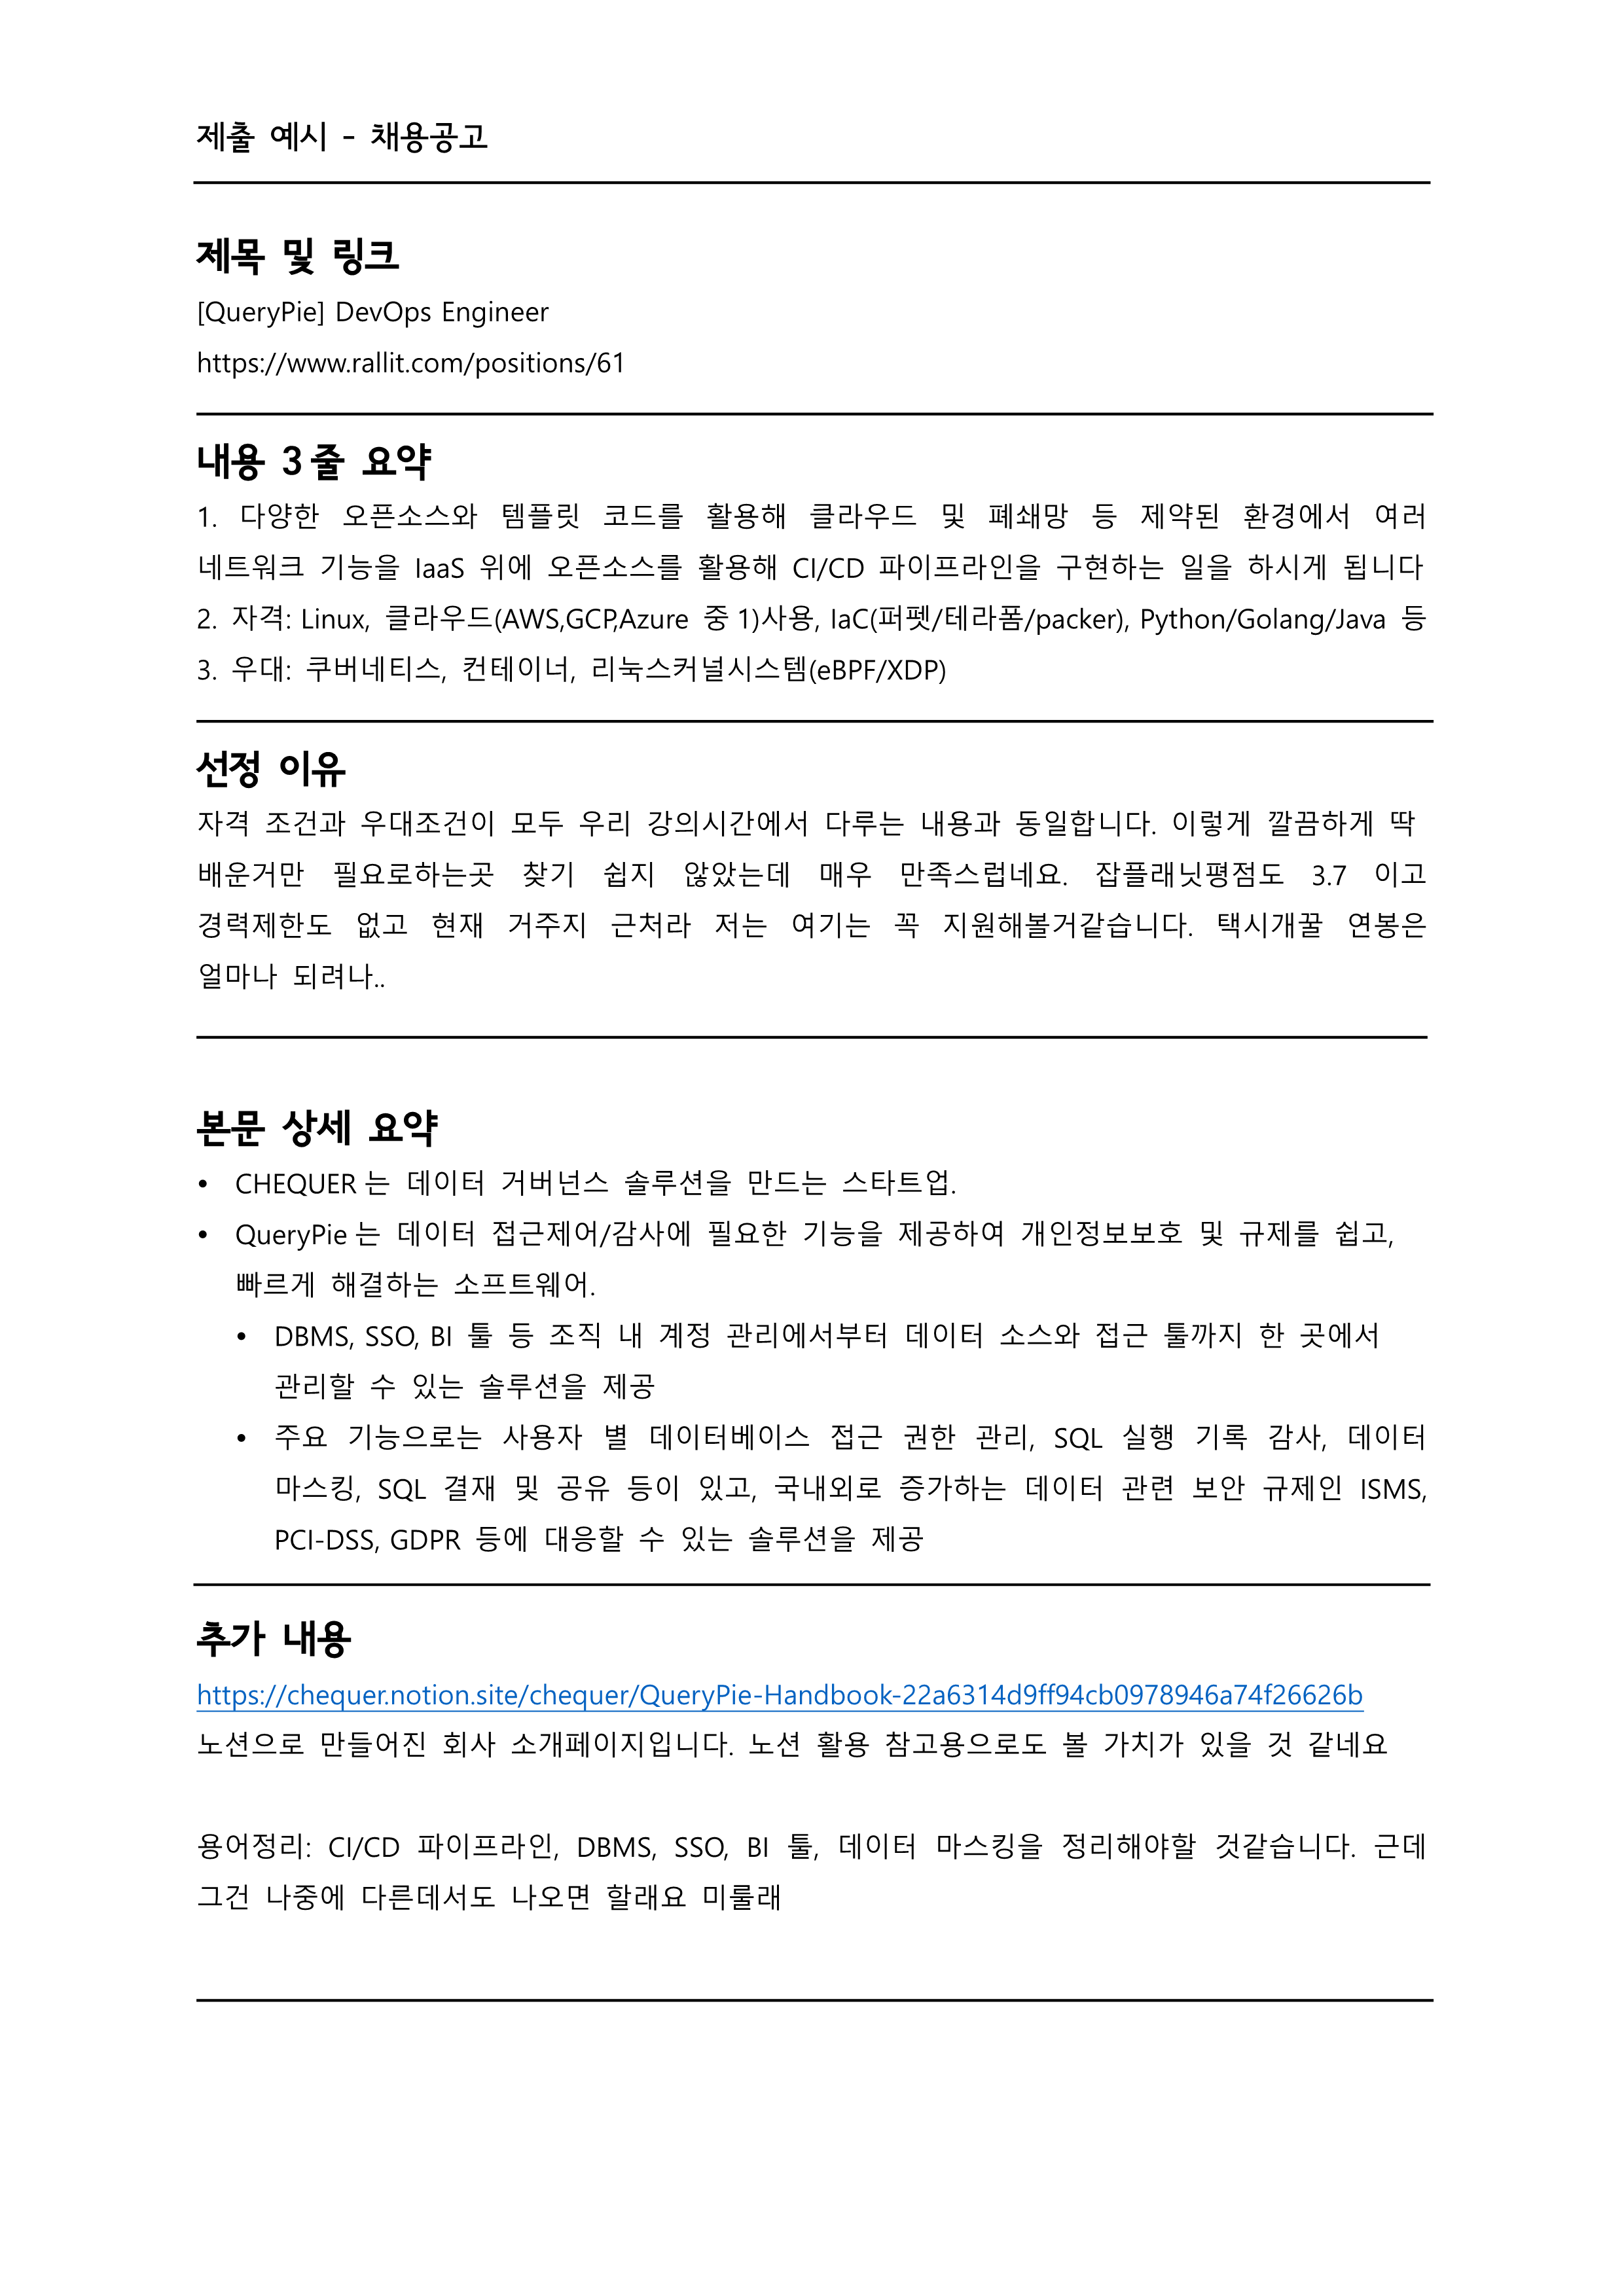 제출 예시 – 채용공고
제목 및 링크
[QueryPie] DevOps Engineer
https://www.rallit.com/positions/61
내용 3줄 요약
1. 다양한 오픈소스와 템플릿 코드를 활용해 클라우드 및 폐쇄망 등 제약된 환경에서 여러
네트워크 기능을 IaaS 위에 오픈소스를 활용해 CI/CD 파이프라인을 구현하는 일을 하시게 됩니다
2. 자격: Linux, 클라우드(AWS,GCP,Azure 중 1)사용, IaC(퍼펫/테라폼/packer), Python/Golang/Java 등
3. 우대: 쿠버네티스, 컨테이너, 리눅스커널시스템(eBPF/XDP)
선정 이유
자격 조건과 우대조건이 모두 우리 강의시간에서 다루는 내용과 동일합니다. 이렇게 깔끔하게 딱
배운거만 필요로하는곳 찾기 쉽지 않았는데 매우 만족스럽네요. 잡플래닛평점도 3.7 이고
경력제한도 없고 현재 거주지 근처라 저는 여기는 꼭 지원해볼거같습니다. 택시개꿀 연봉은
얼마나 되려나..
본문 상세 요약
• CHEQUER는 데이터 거버넌스 솔루션을 만드는 스타트업.
• QueryPie는 데이터 접근제어/감사에 필요한 기능을 제공하여 개인정보보호 및 규제를 쉽고,
빠르게 해결하는 소프트웨어.
• DBMS, SSO, BI 툴 등 조직 내 계정 관리에서부터 데이터 소스와 접근 툴까지 한 곳에서
관리할 수 있는 솔루션을 제공
• 주요 기능으로는 사용자 별 데이터베이스 접근 권한 관리, SQL 실행 기록 감사, 데이터
마스킹, SQL 결재 및 공유 등이 있고, 국내외로 증가하는 데이터 관련 보안 규제인 ISMS,
PCI-DSS, GDPR 등에 대응할 수 있는 솔루션을 제공
추가 내용
https://chequer.notion.site/chequer/QueryPie-Handbook-22a6314d9ff94cb0978946a74f26626b
노션으로 만들어진 회사 소개페이지입니다. 노션 활용 참고용으로도 볼 가치가 있을 것 같네요
용어정리: CI/CD 파이프라인, DBMS, SSO, BI 툴, 데이터 마스킹을 정리해야할 것같습니다. 근데
그건 나중에 다른데서도 나오면 할래요 미룰래